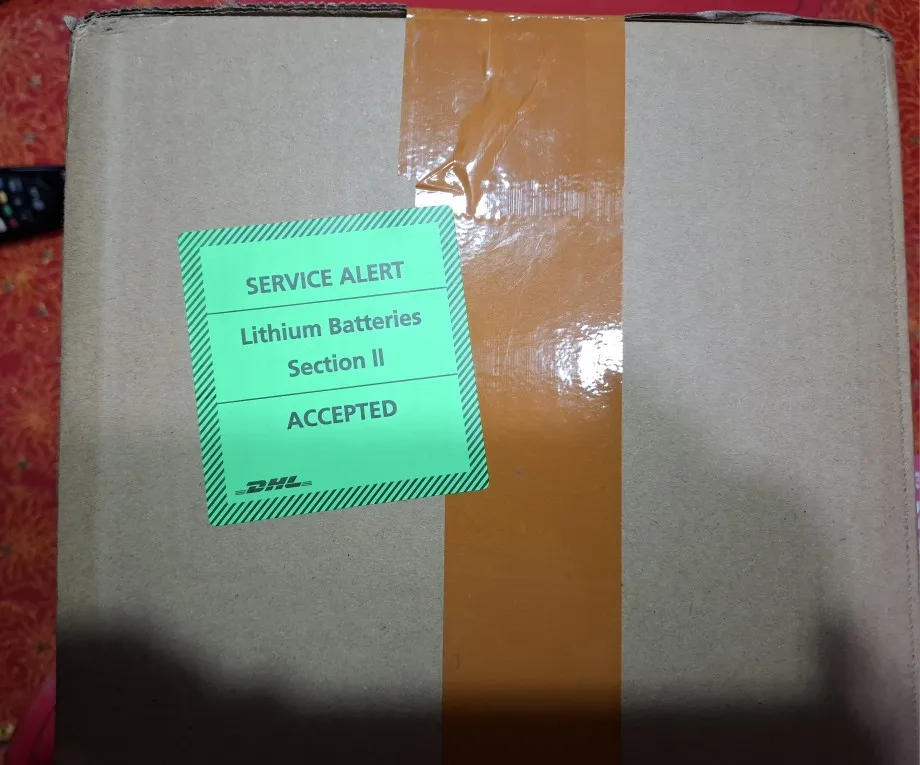 SERVICE ALERT
Lithium Batteries
Section II
ACCEPTED
DHL